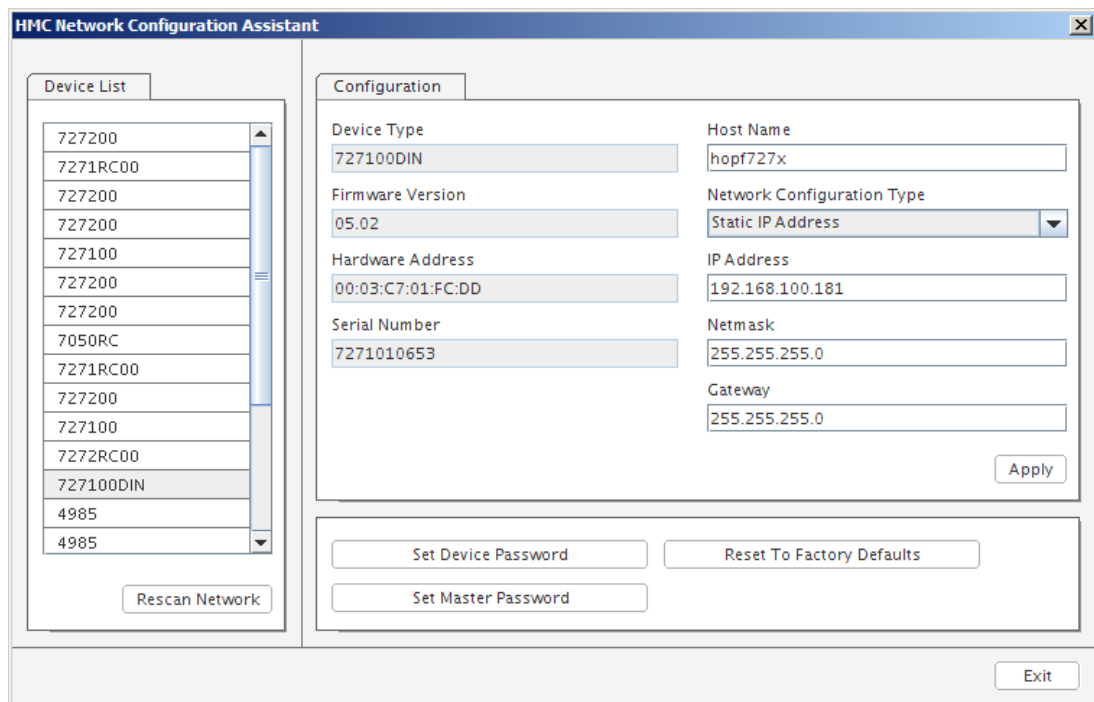 HMC Network Configuration Assistant
Device List
727200
7271RC00
727200
727200
727100
727200
727200
7050RC
7271RC00
727200
727100
7272RC00
727100DIN
4985
4985
Rescan Network
Configuration
Device Type
727100DIN
Firmware Version
05.02
Hardware Address
00:03:C7:01:FC:DD
Serial Number
7271010653
Host Name
hopf727x
Network Configuration Type
Static IP Address
IP Address
192.168.100.181
Netmask
255.255.255.0
Gateway
255.255.255.0
Apply
Set Device Password
Reset To Factory Defaults
Set Master Password
Exit